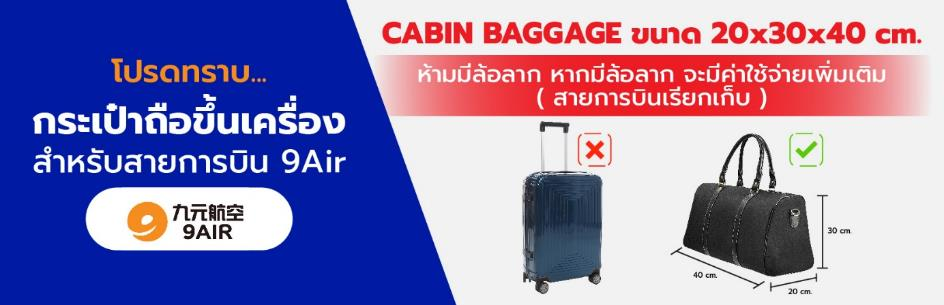 โปรดทราบ...
กระเป๋าถือขึ้นเครื่อง
สำหรับสายการบิน 9Air
九元航空
9AIR
CABIN BAGGAGE ขนาด 20x30x40 cm.
ห้ามมีล้อลาก หากมีล้อลาก จะมีค่าใช้จ่ายเพิ่มเติม
( สายการบินเรียกเก็บ )
30 cm.
40 cm.
20 cm.